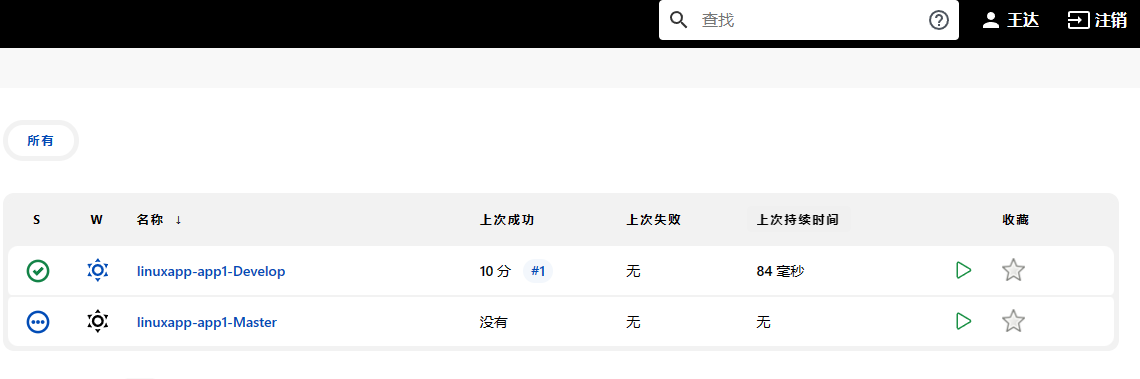 查找 王达 注销
所有
S W 名称 ↓ 上次成功 上次失败 上次持续时间 收藏
linuxapp-app1-Develop 10 分 #1 无 84 毫秒
linuxapp-app1-Master 没有 无 无